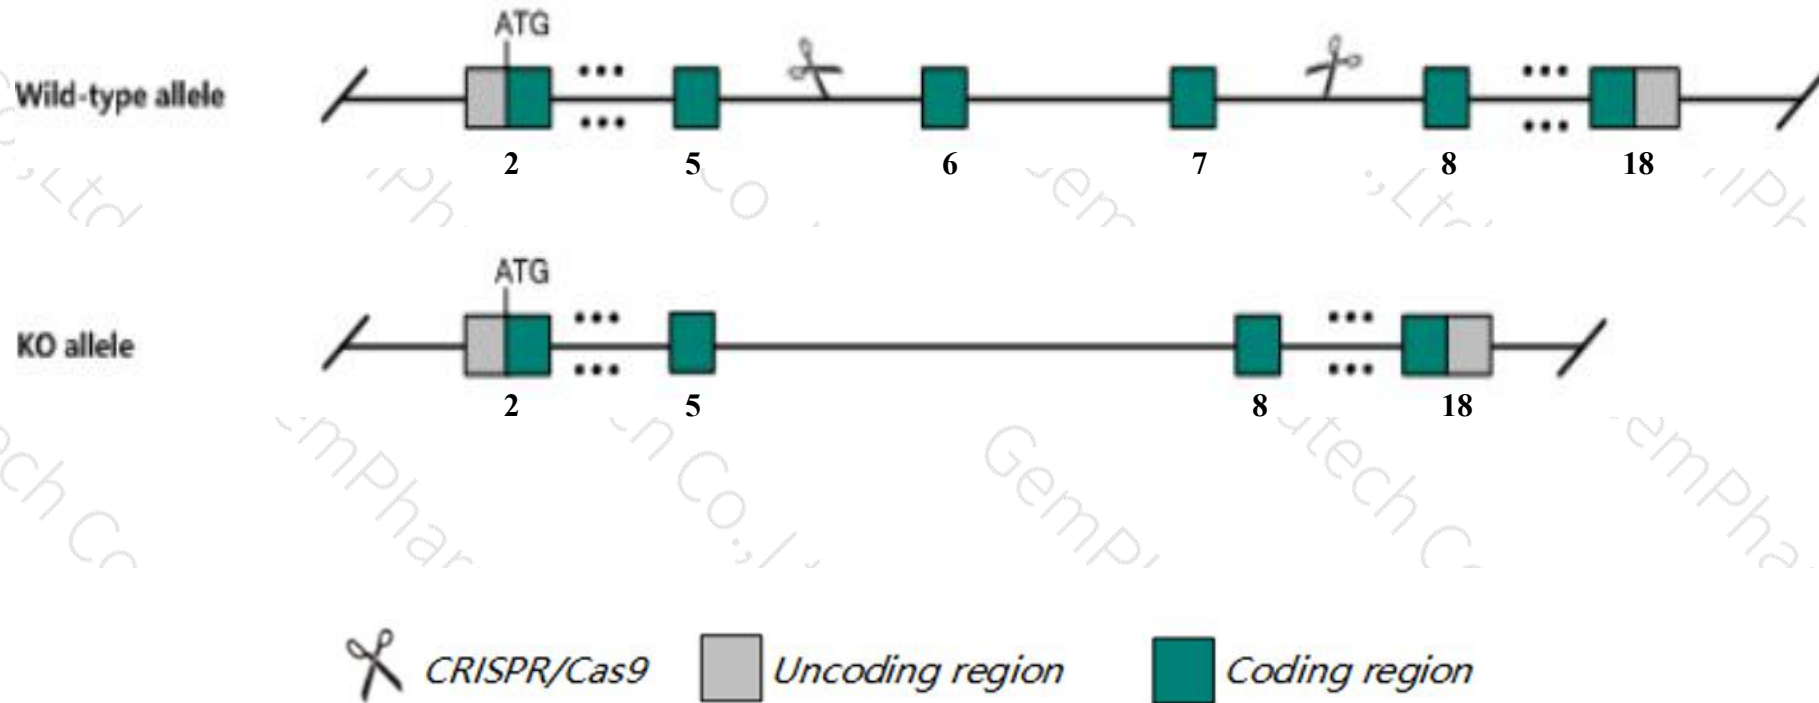 ATG
Wild-type allele
2 5 6 7 8 18
ATG
KO allele
2 5 8 18
CRISPR/Cas9 Uncoding region Coding region
GemPh